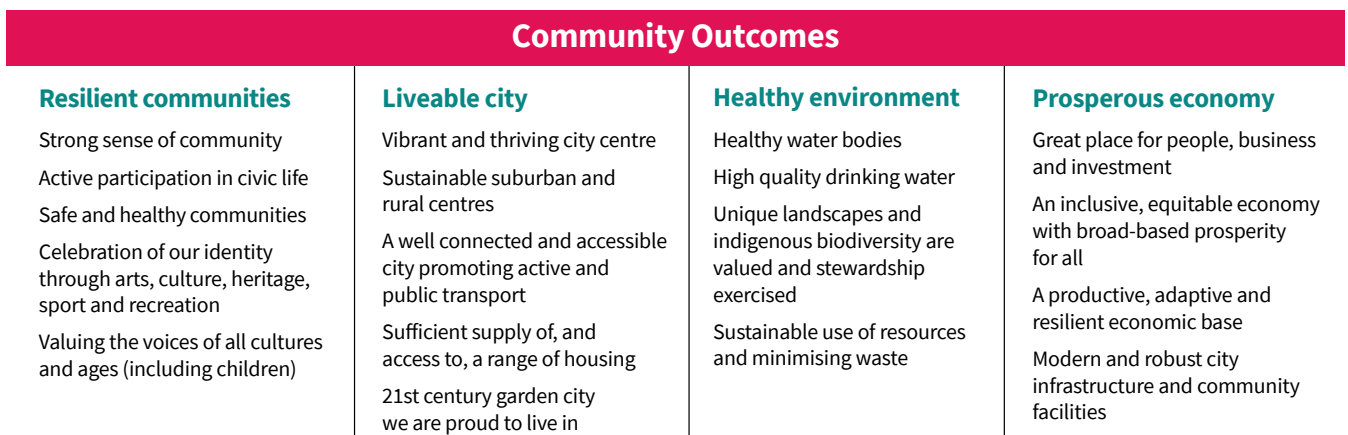 Community Outcomes
Resilient communities
Strong sense of community
Active participation in civic life
Safe and healthy communities
Celebration of our identity
through arts, culture, heritage,
sport and recreation
Valuing the voices of all cultures
and ages (including children)
Liveable city
Vibrant and thriving city centre
Sustainable suburban and
rural centres
A well connected and accessible
city promoting active and
public transport
Sufficient supply of, and
access to, a range of housing
21st century garden city
we are proud to live in
Healthy environment
Healthy water bodies
High quality drinking water
Unique landscapes and
indigenous biodiversity are
valued and stewardship
exercised
Sustainable use of resources
and minimising waste
Prosperous economy
Great place for people, business
and investment
An inclusive, equitable economy
with broad-based prosperity
for all
A productive, adaptive and
resilient economic base
Modern and robust city
infrastructure and community
facilities